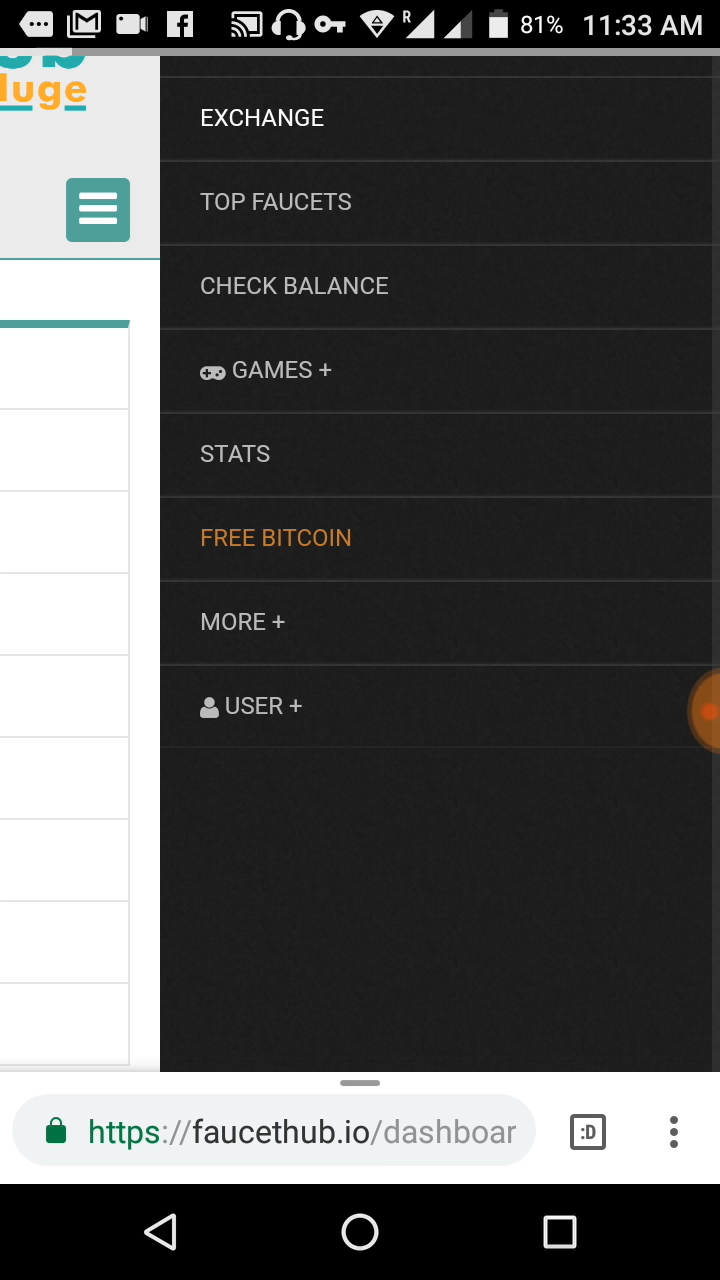 R
81%
11:33 AM
luge
EXCHANGE
TOP FAUCETS
CHECK BALANCE
GAMES +
STATS
FREE BITCOIN
MORE +
USER +
https://faucethub.io/dashboar
:D